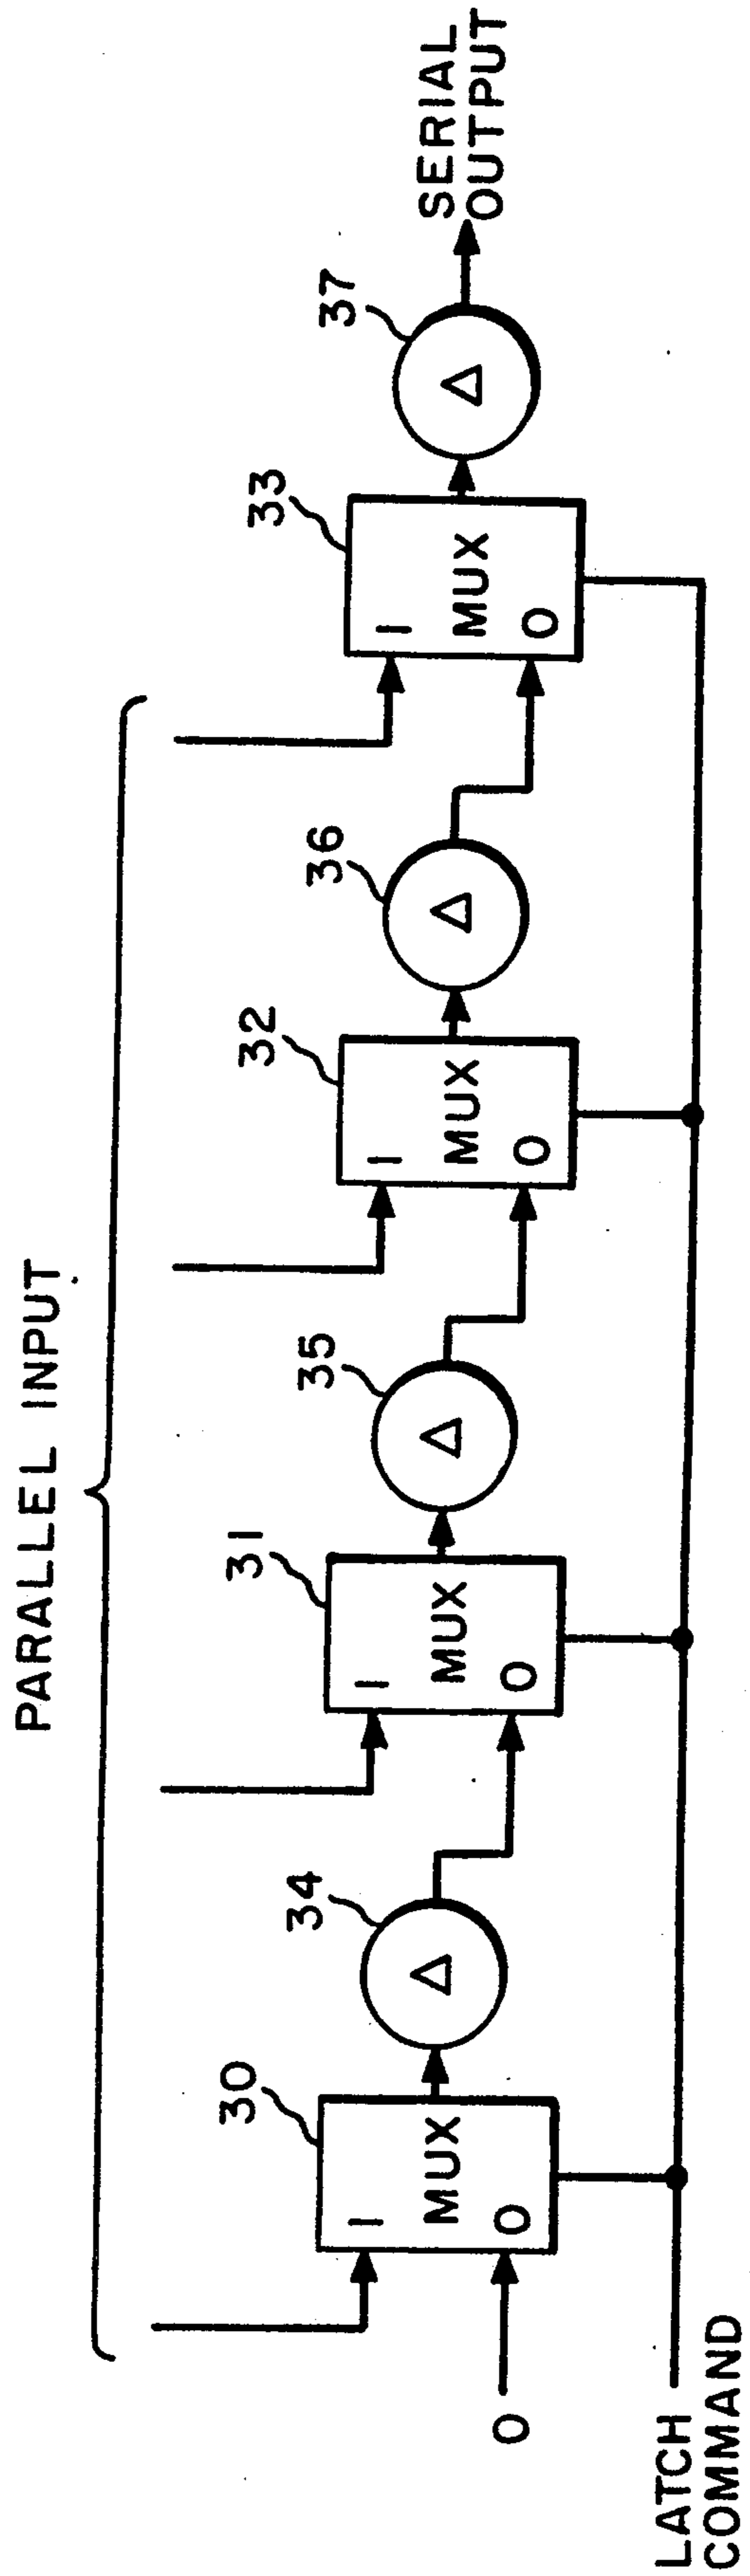 PARALLEL INPUT
30
34
31
35
32
36
33
37
1
MUX
0
Δ
1
MUX
0
Δ
1
MUX
0
Δ
1
MUX
0
Δ
SERIAL
OUTPUT
0
LATCH
COMMAND